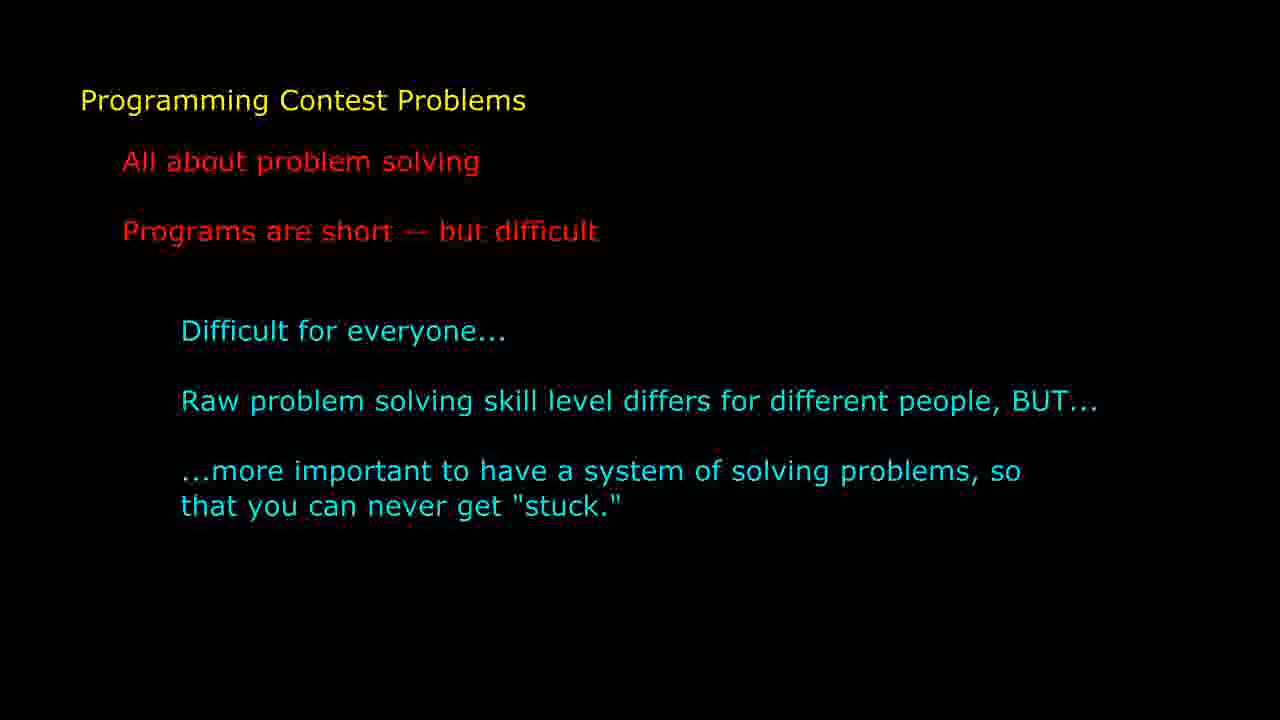 Programming Contest Problems
All about problem solving
Programs are short — but difficult
Difficult for everyone...
Raw problem solving skill level differs for different people, BUT...
...more important to have a system of solving problems, so
that you can never get "stuck."